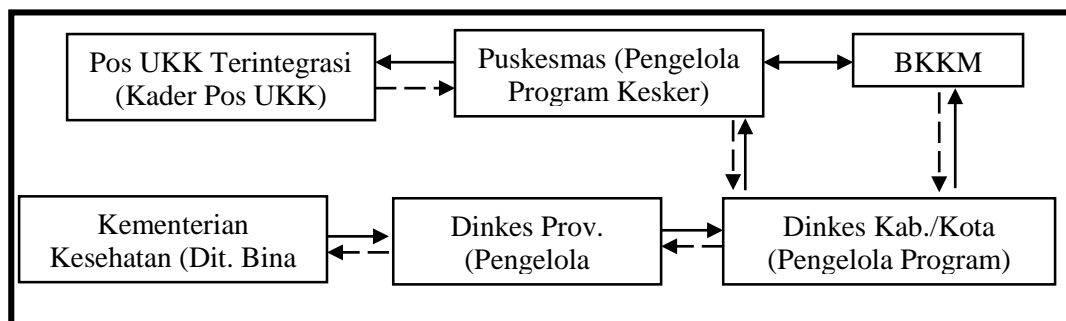 Pos UKK Terintegrasi
(Kader Pos UKK)
Puskesmas (Pengelola
Program Kesker)
BKKM
Kementerian
Kesehatan (Dit. Bina
Dinkes Prov.
(Pengelola
Dinkes Kab./Kota
(Pengelola Program)